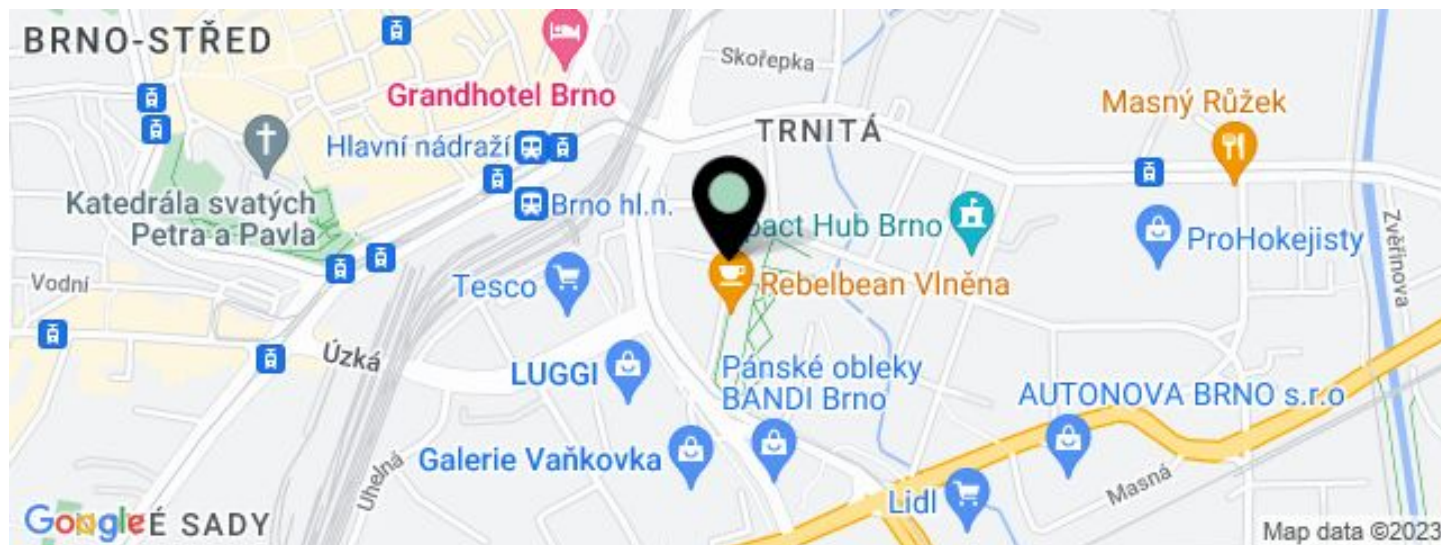 BRNO-STŘED
Skořepka
Grandhotel Brno
Masný Růžek
TRNITÁ
Hlavní nádraží
Katedrála svatých
Petra a Pavla
Brno hl.n.
pact Hub Brno
ProHokejisty
Zvěřinova
Vodní
Tesco
Rebelbean Vlněna
Úzká
LUGGI
Pánské obleky
BANDI Brno
AUTONOVA BRNO s.r.o
Galerie Vaňkovka
Uhelná
Lidl
Masná
Google
É SADY
Map data ©2023